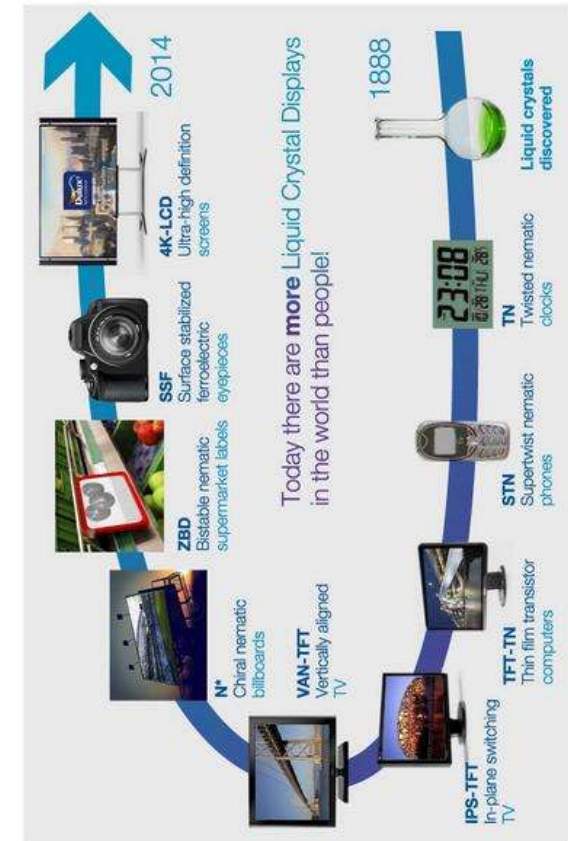 2014
Dulux
N*
Chiral nematic
billboards
ZBD
Bistable nematic
supermarket labels
SSF
Surface stabilized
ferroelectric
eyepieces
4K-LCD
Ultra-high definition
screens
Today there are more Liquid Crystal Displays
in the world than people!
VAN-TFT
Vertically aligned
TV
1888
23:08
THU
IPS-TFT
In-plane switching
TV
TFT-TN
Thin film transistor
computers
STN
Supertwist nematic
phones
TN
Twisted nematic
clocks
Liquid crystals
discovered